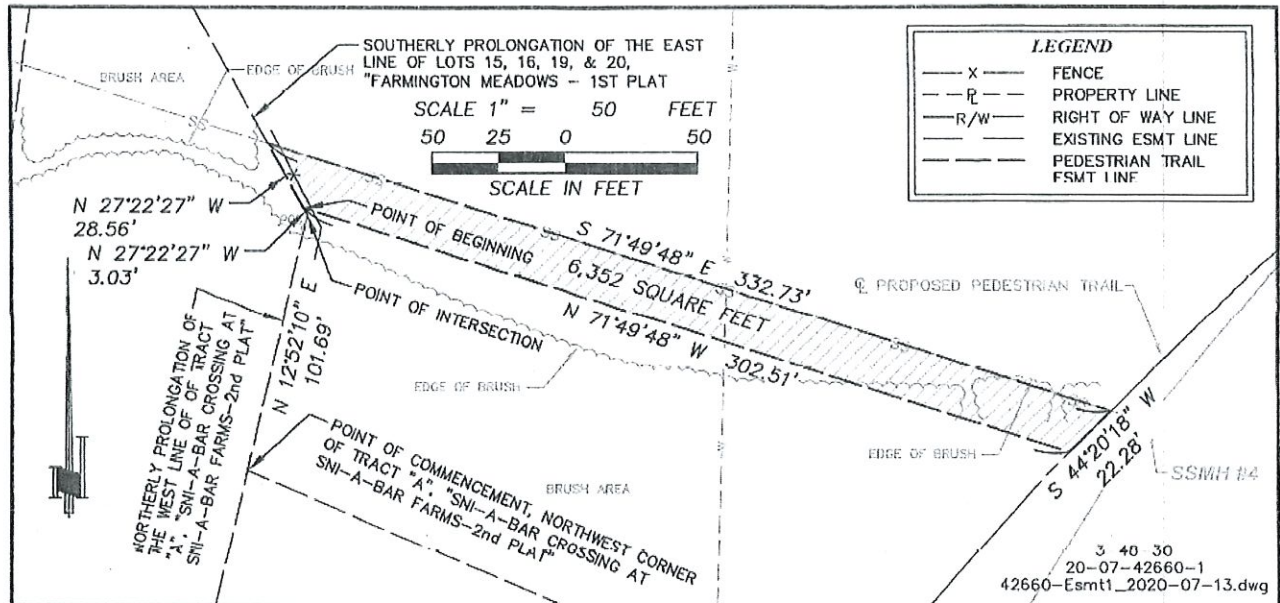 SOUTHERLY PROLONGATION OF THE EAST
LINE OF LOTS 15, 16, 19, & 20,
"FARMINGTON MEADOWS - 1ST PLAT
BRUSH AREA
EDGE OF BRUSH
SCALE 1" = 50 FEET
50 25 0 50
SCALE IN FEET
LEGEND
X FENCE
PL PROPERTY LINE
R/W RIGHT OF WAY LINE
EXISTING ESMT LINE
PEDESTRIAN TRAIL
ESMT LINE
SS
SS
N 27°22'27" W
28.56'
N 27°22'27" W
3.03'
POINT OF BEGINNING
SS
S 71°49'48" E 332.73'
6,352 SQUARE FEET
SS
SS
N 71°49'48" W 302.51'
POINT OF INTERSECTION
CL PROPOSED PEDESTRIAN TRAIL
N 12°52'10" E
101.69'
NORTHERLY PROLONGATION OF
THE WEST LINE OF OF TRACT
"A", "SNI-A-BAR CROSSING AT
SNI-A-BAR FARMS-2nd PLAT"
EDGE OF BRUSH
EDGE OF BRUSH
POINT OF COMMENCEMENT, NORTHWEST CORNER
OF TRACT "A", "SNI-A-BAR CROSSING AT
SNI-A-BAR FARMS-2nd PLAT"
BRUSH AREA
S 44°20'18" W
22.28'
SSMH #4
3 40 30
20-07-42660-1
42660-Esmt1_2020-07-13.dwg